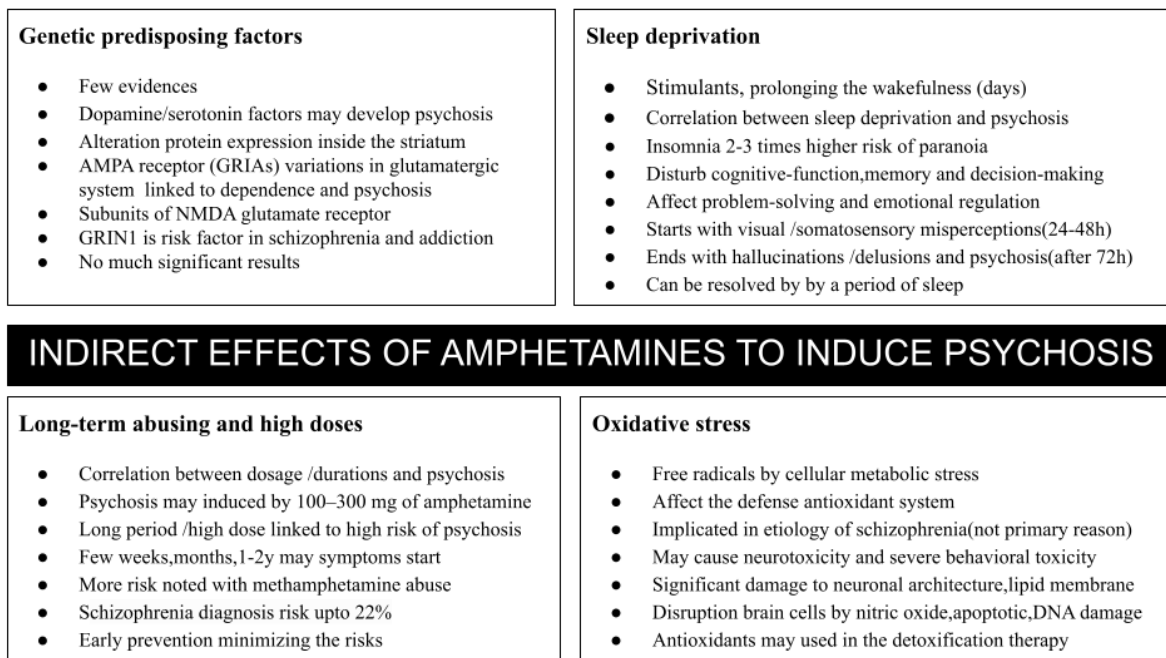 Genetic predisposing factors
● Few evidences
● Dopamine/serotonin factors may develop psychosis
● Alteration protein expression inside the striatum
● AMPA receptor (GRIAs) variations in glutamatergic
system linked to dependence and psychosis
● Subunits of NMDA glutamate receptor
● GRIN1 is risk factor in schizophrenia and addiction
● No much significant results
Sleep deprivation
● Stimulants, prolonging the wakefulness (days)
● Correlation between sleep deprivation and psychosis
● Insomnia 2-3 times higher risk of paranoia
● Disturb cognitive-function,memory and decision-making
● Affect problem-solving and emotional regulation
● Starts with visual /somatosensory misperceptions(24-48h)
● Ends with hallucinations /delusions and psychosis(after 72h)
● Can be resolved by by a period of sleep
INDIRECT EFFECTS OF AMPHETAMINES TO INDUCE PSYCHOSIS
Long-term abusing and high doses
● Correlation between dosage /durations and psychosis
● Psychosis may induced by 100–300 mg of amphetamine
● Long period /high dose linked to high risk of psychosis
● Few weeks,months,1-2y may symptoms start
● More risk noted with methamphetamine abuse
● Schizophrenia diagnosis risk upto 22%
● Early prevention minimizing the risks
Oxidative stress
● Free radicals by cellular metabolic stress
● Affect the defense antioxidant system
● Implicated in etiology of schizophrenia(not primary reason)
● May cause neurotoxicity and severe behavioral toxicity
● Significant damage to neuronal architecture,lipid membrane
● Disruption brain cells by nitric oxide,apoptotic,DNA damage
● Antioxidants may used in the detoxification therapy